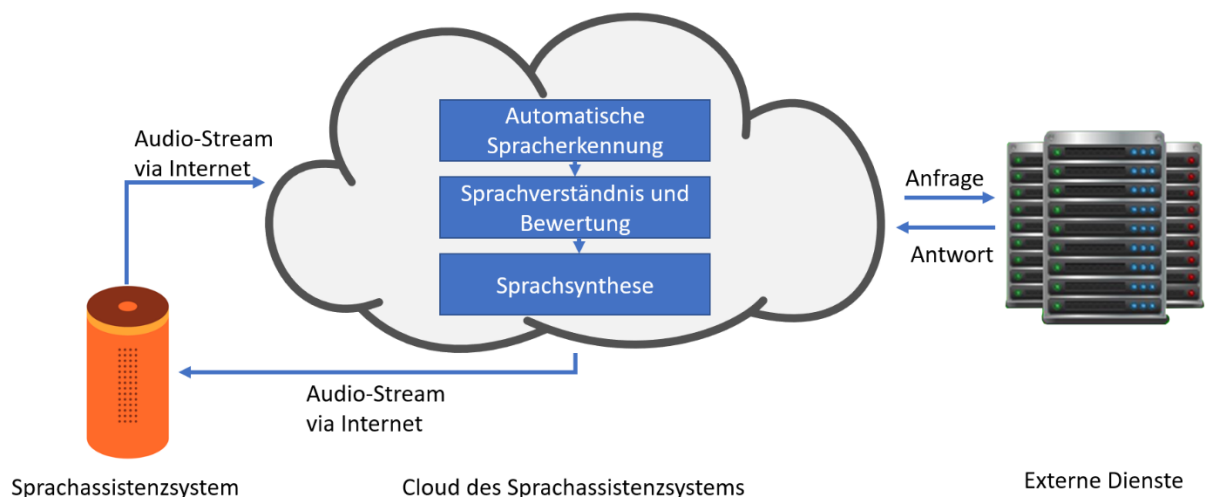 Audio-Stream
via Internet
Automatische
Spracherkennung
Sprachverständnis und
Bewertung
Sprachsynthese
Anfrage
Antwort
Audio-Stream
via Internet
Sprachassistenzsystem
Cloud des Sprachassistenzsystems
Externe Dienste